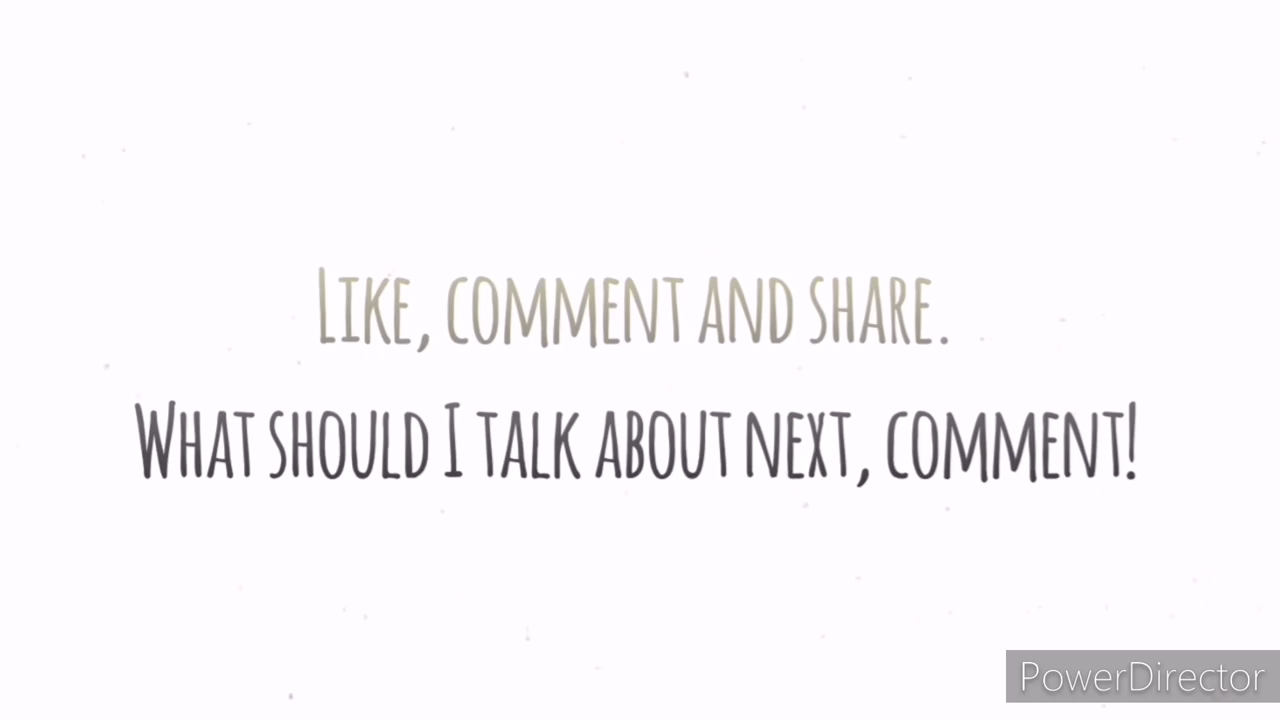 Like, comment and share.
What should I talk about next, comment!
PowerDirector